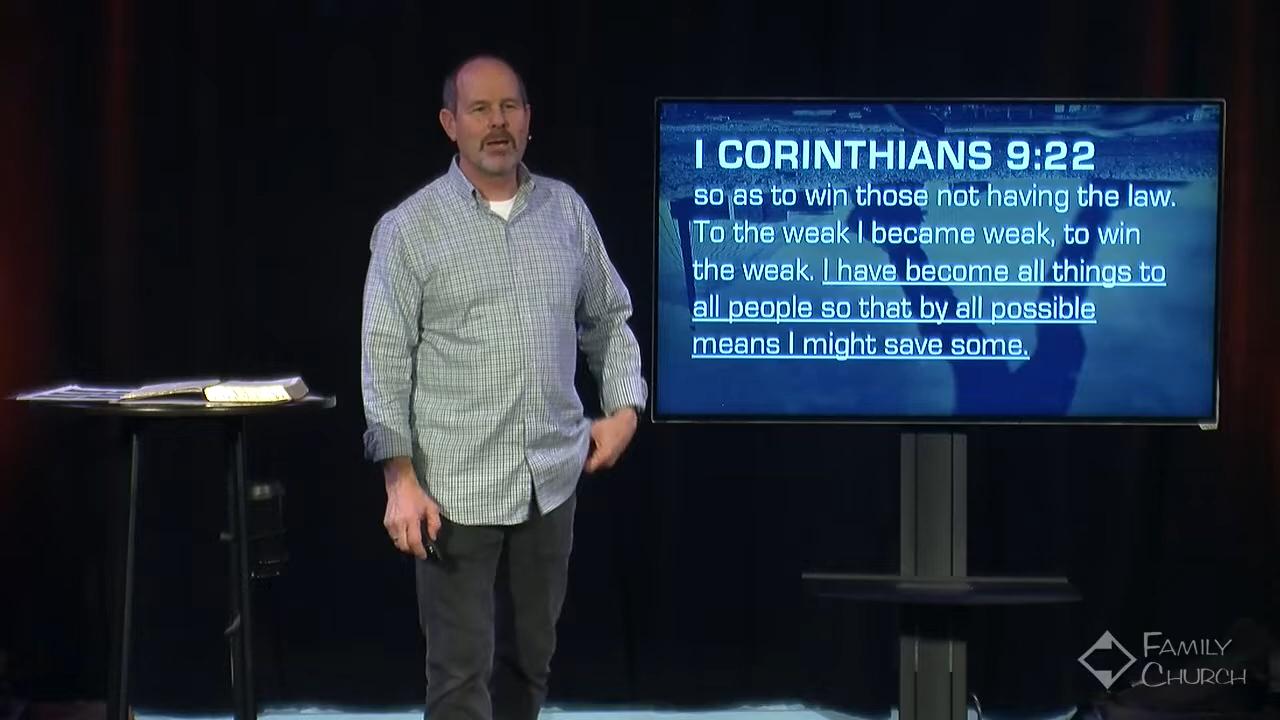 I CORINTHIANS 9:22
so as to win those not having the law.
To the weak I became weak, to win
the weak. I have become all things to
all people so that by all possible
means I might save some.
FAMILY
CHURCH